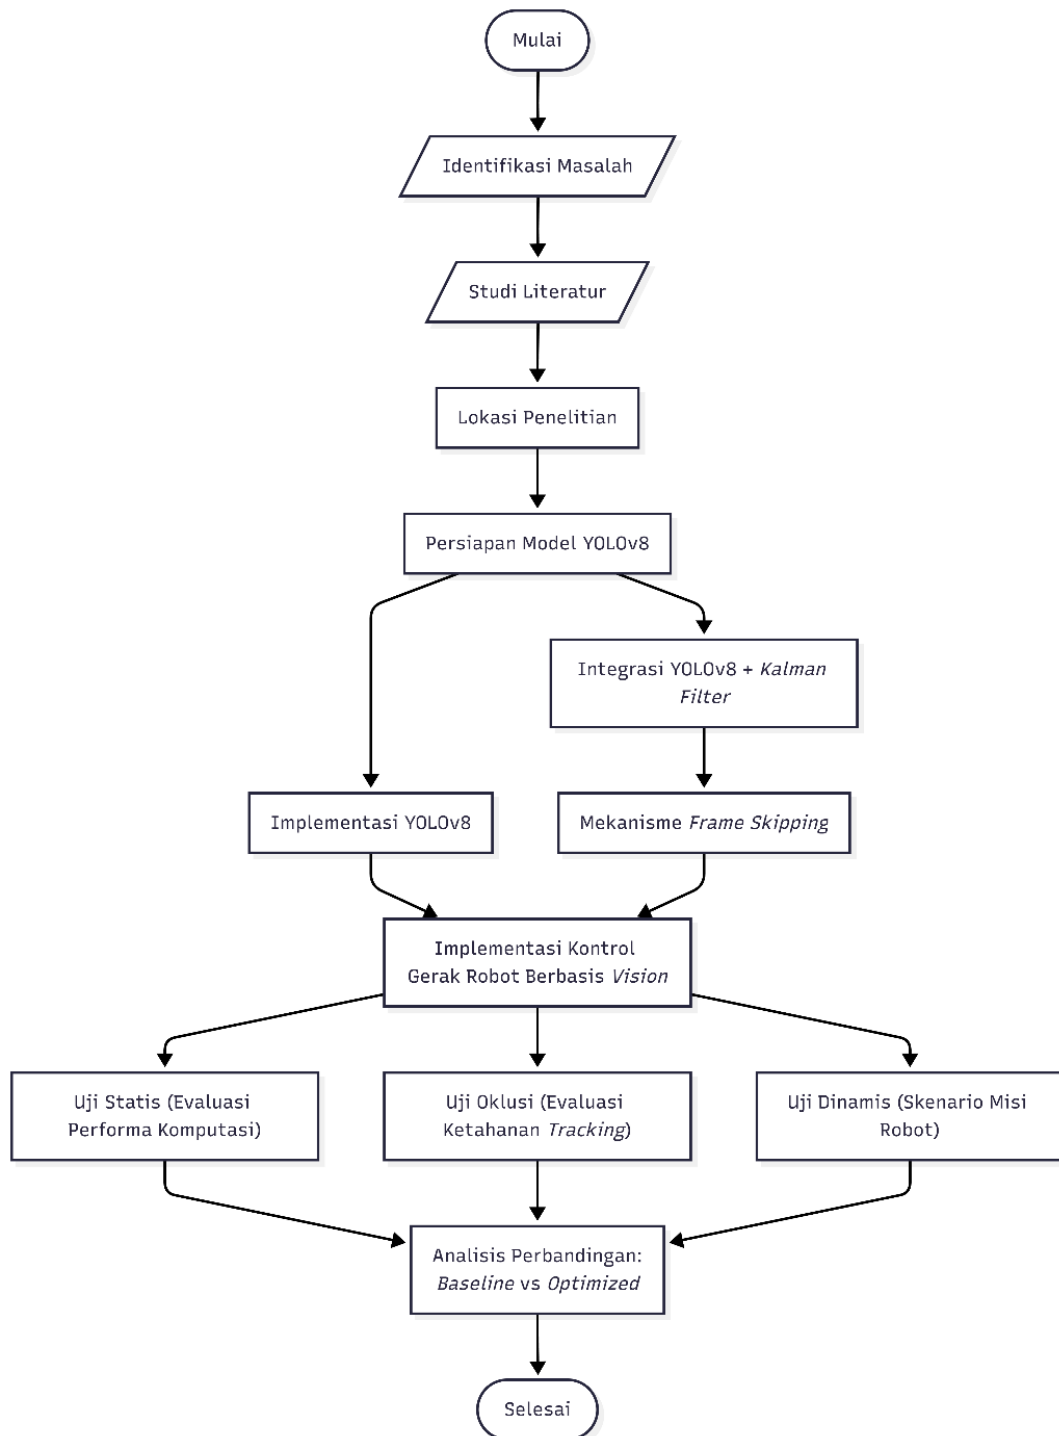 Mulai
Identifikasi Masalah
Studi Literatur
Lokasi Penelitian
Persiapan Model YOLOv8
Integrasi YOLOv8 + Kalman
Filter
Implementasi YOLOv8
Mekanisme Frame Skipping
Implementasi Kontrol
Gerak Robot Berbasis Vision
Uji Statis (Evaluasi
Performa Komputasi)
Uji Oklusi (Evaluasi
Ketahanan Tracking)
Uji Dinamis (Skenario Misi
Robot)
Analisis Perbandingan:
Baseline vs Optimized
Selesai